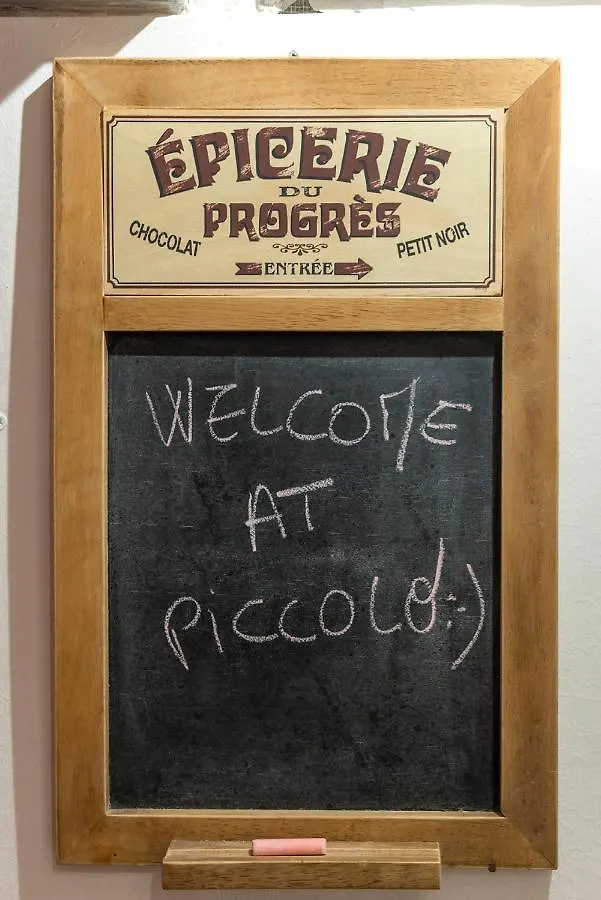 ÉPICERIE
DU
PROGRÈS
CHOCOLAT
PETIT NOIR
ENTRÉE
WELCOME
AT
PiCCOLO :-)